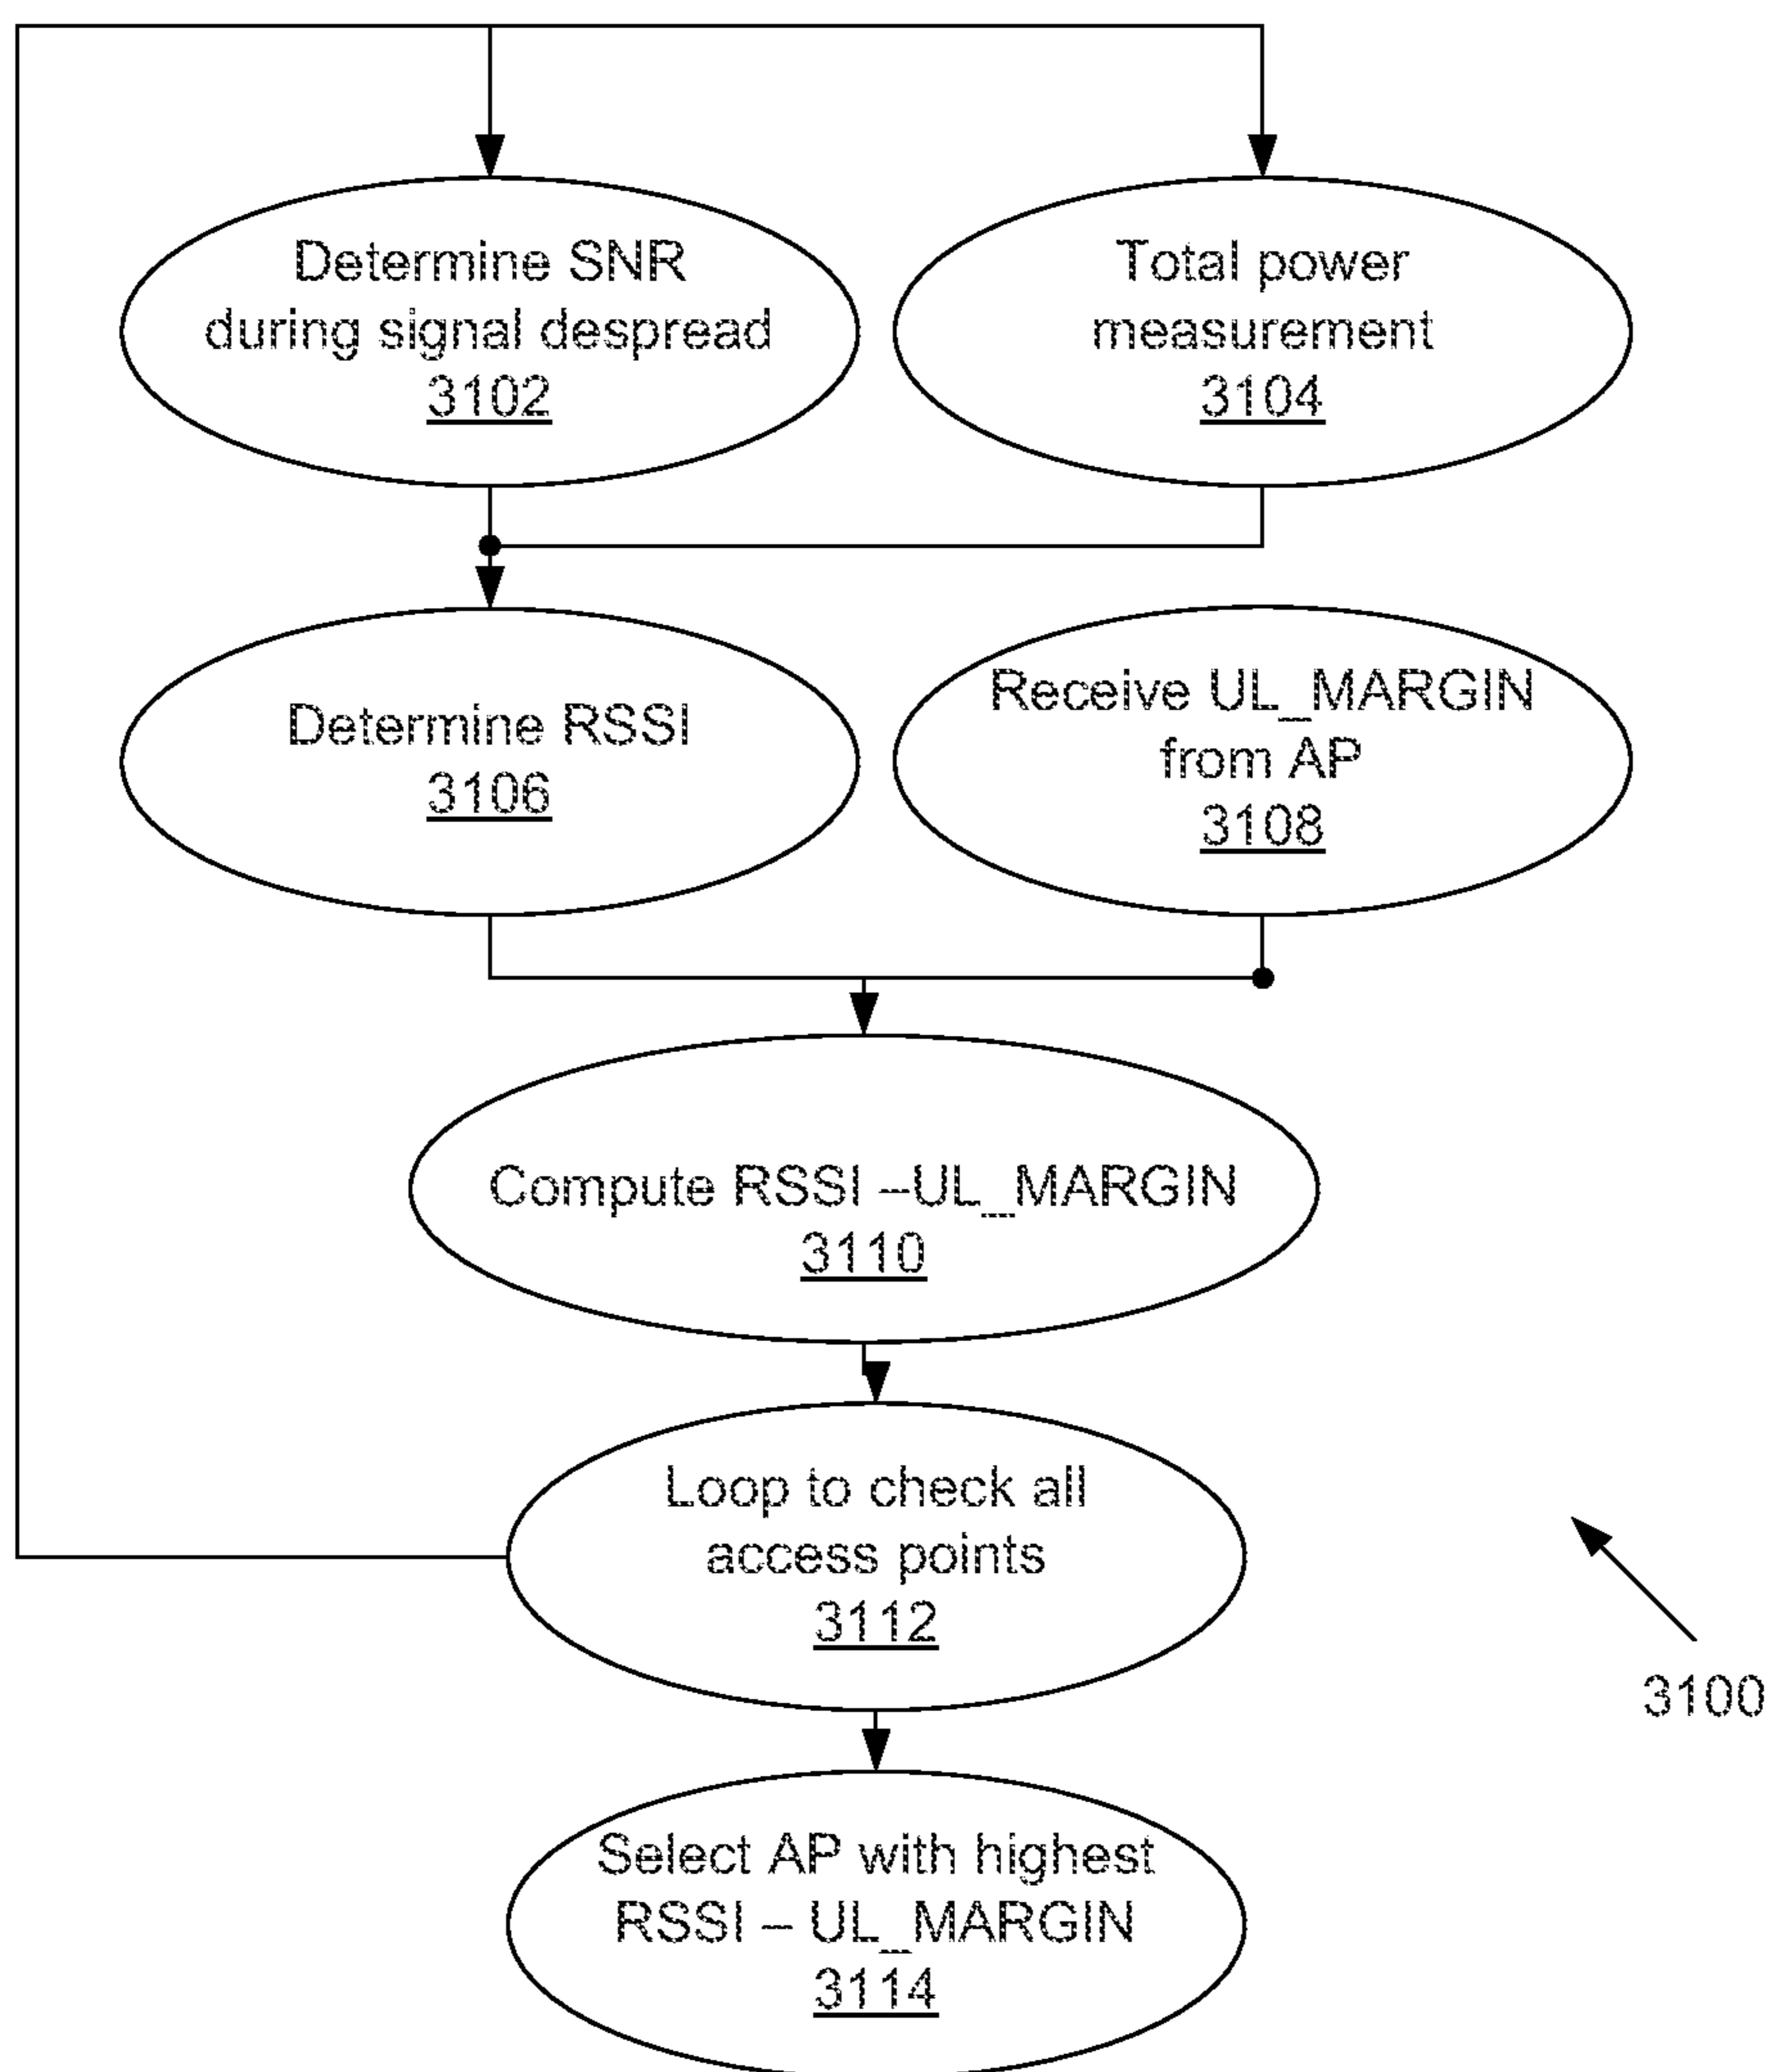 Determine SNR
during signal despread
3102
Total power
measurement
3104
Determine RSSI
3106
Receive UL_MARGIN
from AP
3108
Compute RSSI –UL_MARGIN
3110
Loop to check all
access points
3112
3100
Select AP with highest
RSSI – UL_MARGIN
3114